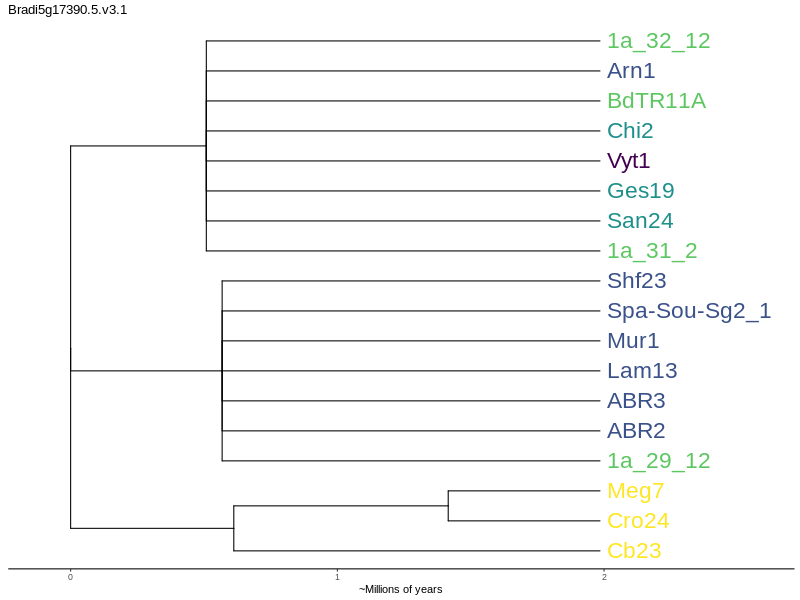 Bradi5g17390.5.v3.1
1a_32_12
Arn1
BdTR11A
Chi2
Vyt1
Ges19
San24
1a_31_2
Shf23
Spa-Sou-Sg2_1
Mur1
Lam13
ABR3
ABR2
1a_29_12
Meg7
Cro24
Cb23
0 1 2
~Millions of years